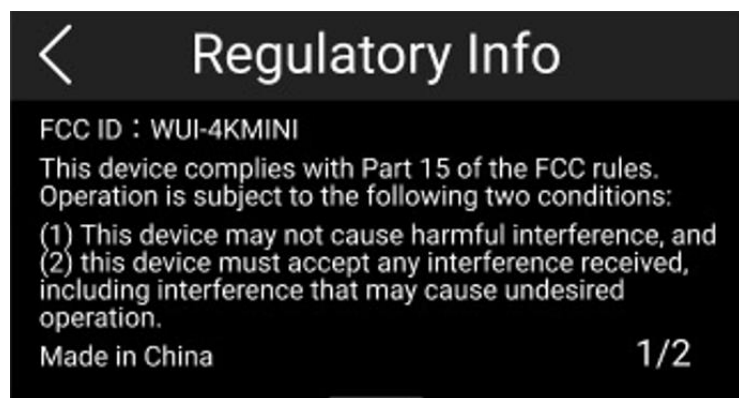 Regulatory Info
FCC ID：WUI-4KMINI
This device complies with Part 15 of the FCC rules.
Operation is subject to the following two conditions:
(1) This device may not cause harmful interference, and
(2) this device must accept any interference received,
including interference that may cause undesired
operation.
Made in China
1/2